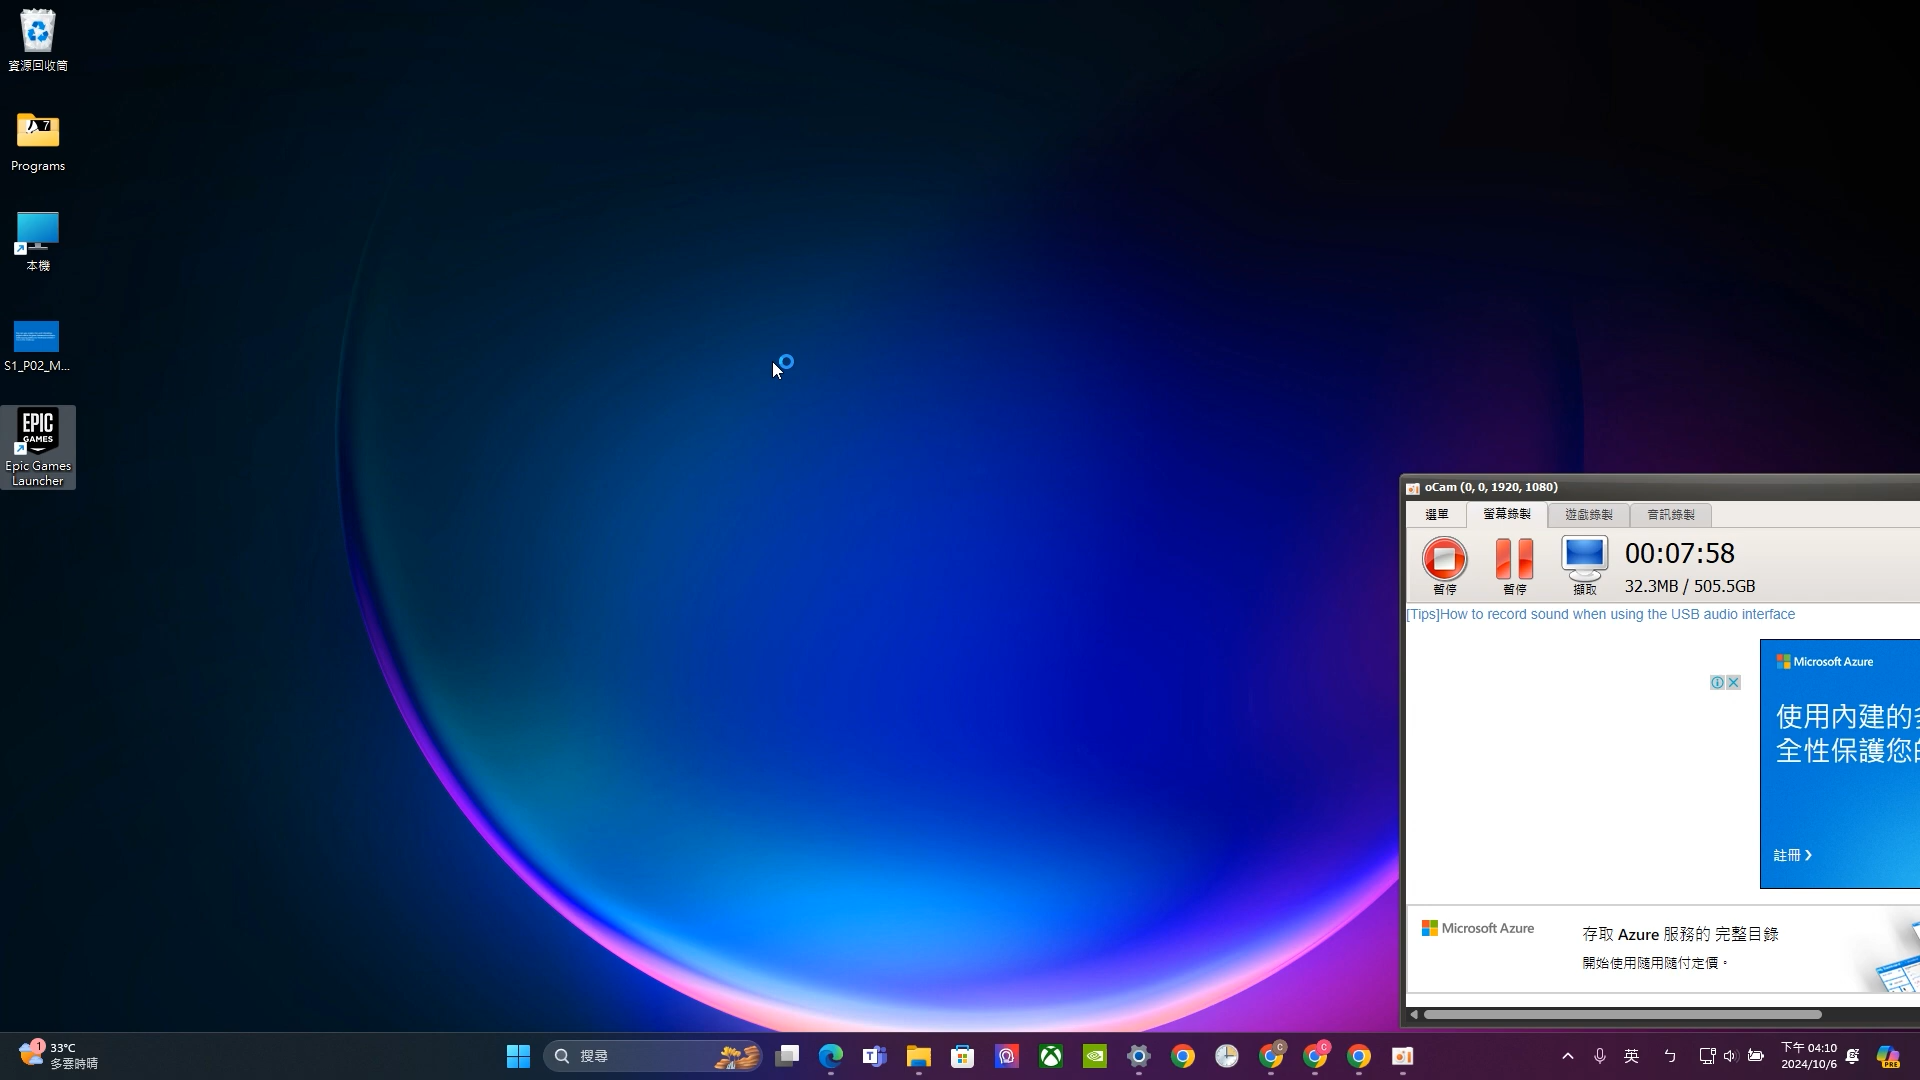 資源回收筒
7
Programs
本機
S1_P02_M...
EPIC
GAMES
Epic Games
Launcher
oCam (0, 0, 1920, 1080)
選單
螢幕錄製
遊戲錄製
音訊錄製
暫停
暫停
擷取
00:07:58
32.3MB / 505.5GB
[Tips]How to record sound when using the USB audio interface
Microsoft Azure
使用內建的
全性保護您
註冊 ❯
Microsoft Azure
存取 Azure 服務的 完整目錄
開始使用隨用隨付定價。
1
33°C
多雲時晴
搜尋
C
C
英
ㄅ
下午 04:10
2024/10/6
PRE